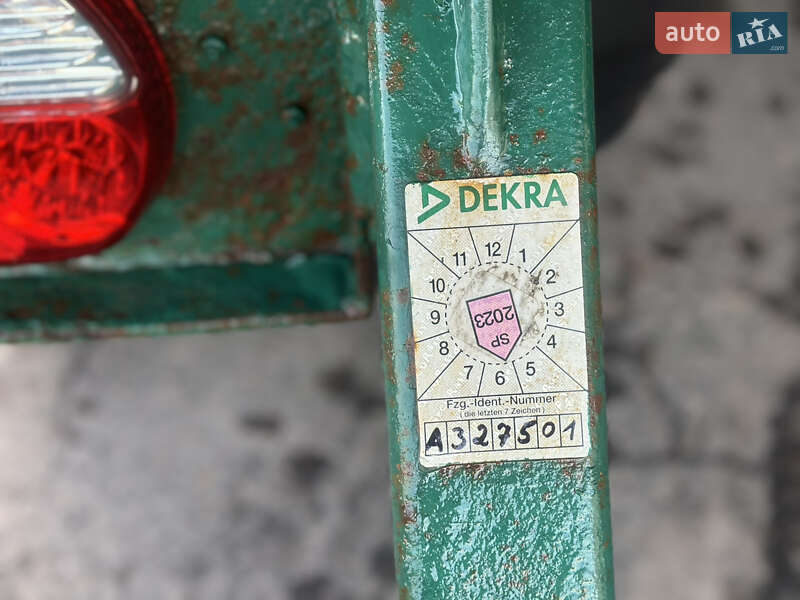 auto RIA .com
DEKRA
12
1
2
3
4
5
6
7
8
9
10
11
SP
2023
Fzg.-Ident.-Nummer
(die letzten 7 Zeichen)
A327501